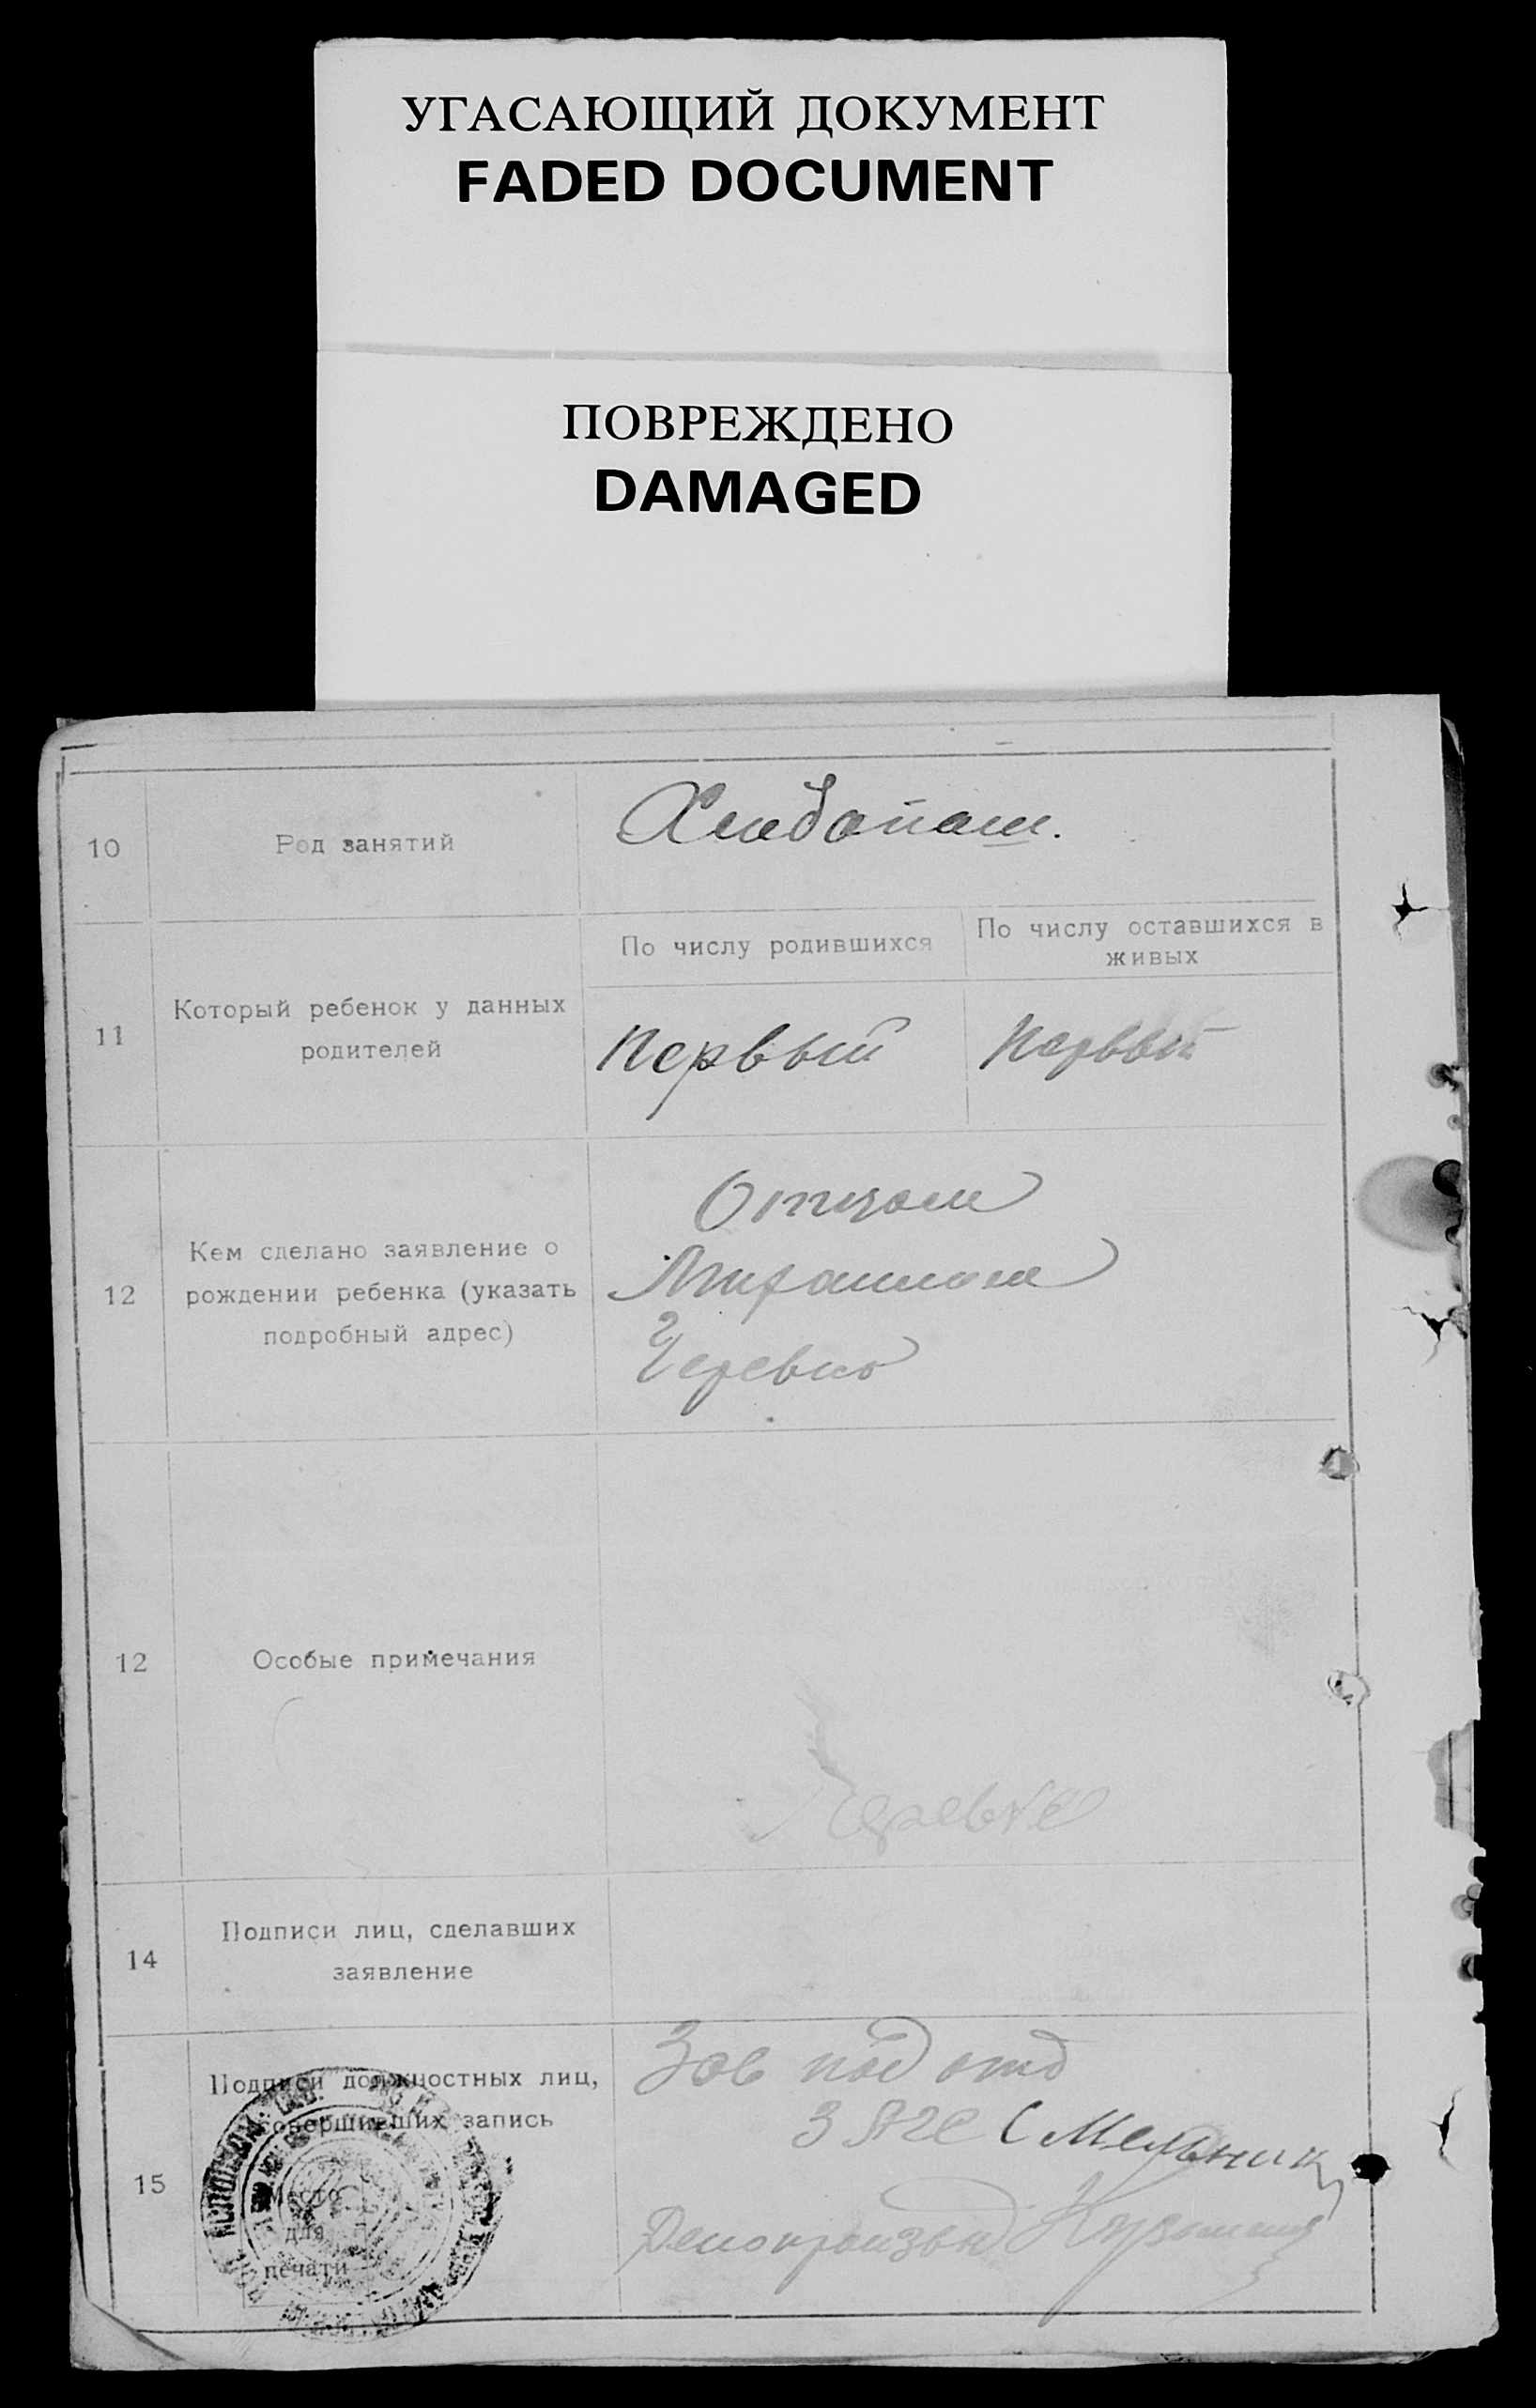 УГАСАЮЩИЙ ДОКУМЕНТ
FADED DOCUMENT
ПОВРЕЖДЕНО
DAMAGED
10
Род занятий
Хлебопаш.
11
Который ребенок у данных
родителей
По числу родившихся
По числу оставшихся в
живых
Первый
Первый
12
Кем сделано заявление о
рождении ребенка (указать
подробный адрес)
Отцом
Черевко
12
Особые примечания
14
Подписи лиц, сделавших
заявление
15
Подписи должностных лиц,
совершивших запись
Место
для
печати
Зав под отд
ЗАГС Мельник
Делопроизвод